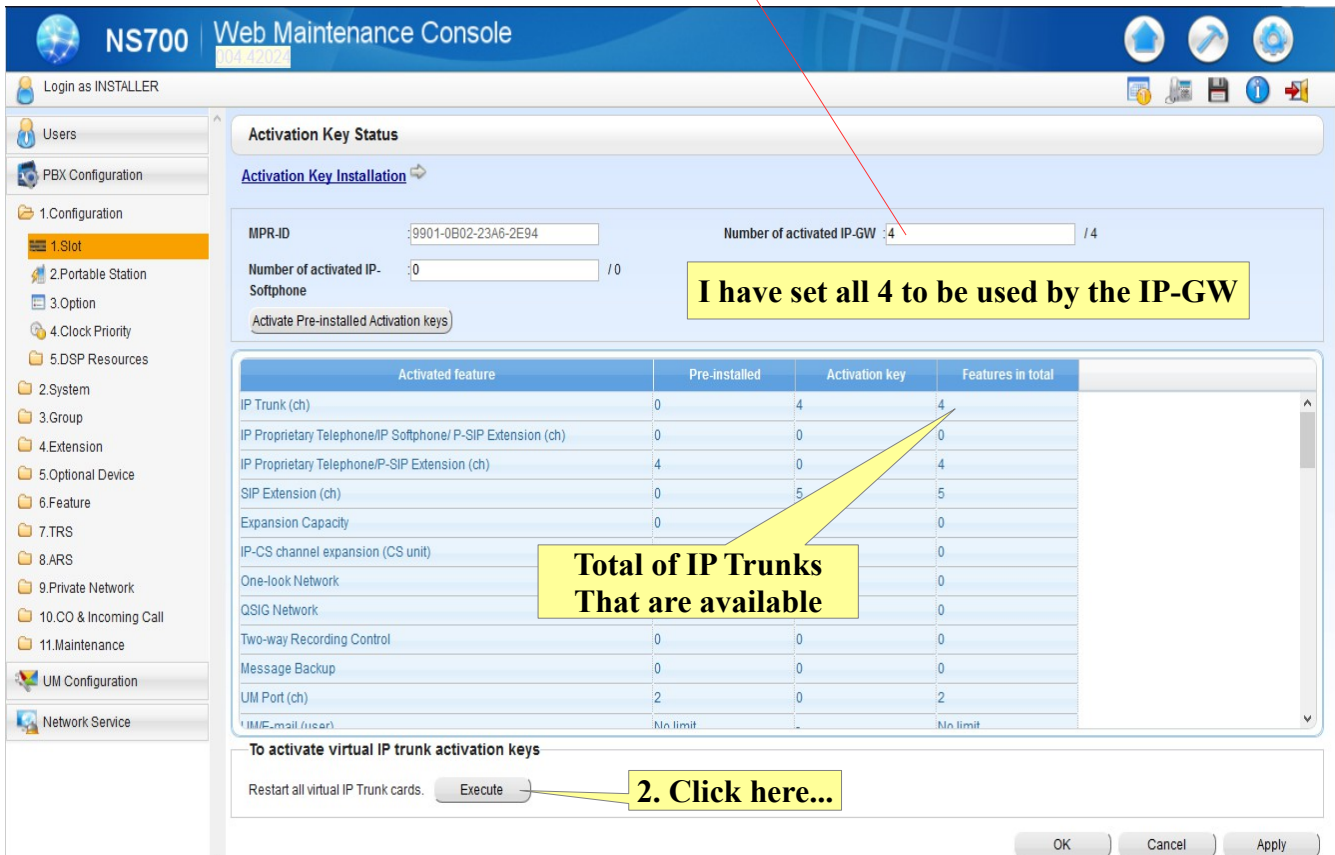 NS700
Web Maintenance Console
004.42024
Login as INSTALLER
Users
PBX Configuration
1.Configuration
1.Slot
2.Portable Station
3.Option
4.Clock Priority
5.DSP Resources
2.System
3.Group
4.Extension
5.Optional Device
6.Feature
7.TRS
8.ARS
9.Private Network
10.CO & Incoming Call
11.Maintenance
UM Configuration
Network Service
Activation Key Status
Activation Key Installation
MPR-ID :9901-0B02-23A6-2E94 Number of activated IP-GW :4 / 4
Number of activated IP- :0 / 0
Softphone
I have set all 4 to be used by the IP-GW
Activate Pre-installed Activation keys
Activated feature Pre-installed Activation key Features in total
IP Trunk (ch) 0 4 4
IP Proprietary Telephone/IP Softphone/ P-SIP Extension (ch) 0 0 0
IP Proprietary Telephone/P-SIP Extension (ch) 4 0 4
SIP Extension (ch) 0 5 5
Expansion Capacity 0 0
IP-CS channel expansion (CS unit) 0
One-look Network 0
QSIG Network 0
Total of IP Trunks
That are available
Two-way Recording Control 0 0 0
Message Backup 0 0 0
UM Port (ch) 2 0 2
UM/E-mail (user) No limit - No limit
To activate virtual IP trunk activation keys
Restart all virtual IP Trunk cards. Execute
2. Click here...
OK Cancel Apply